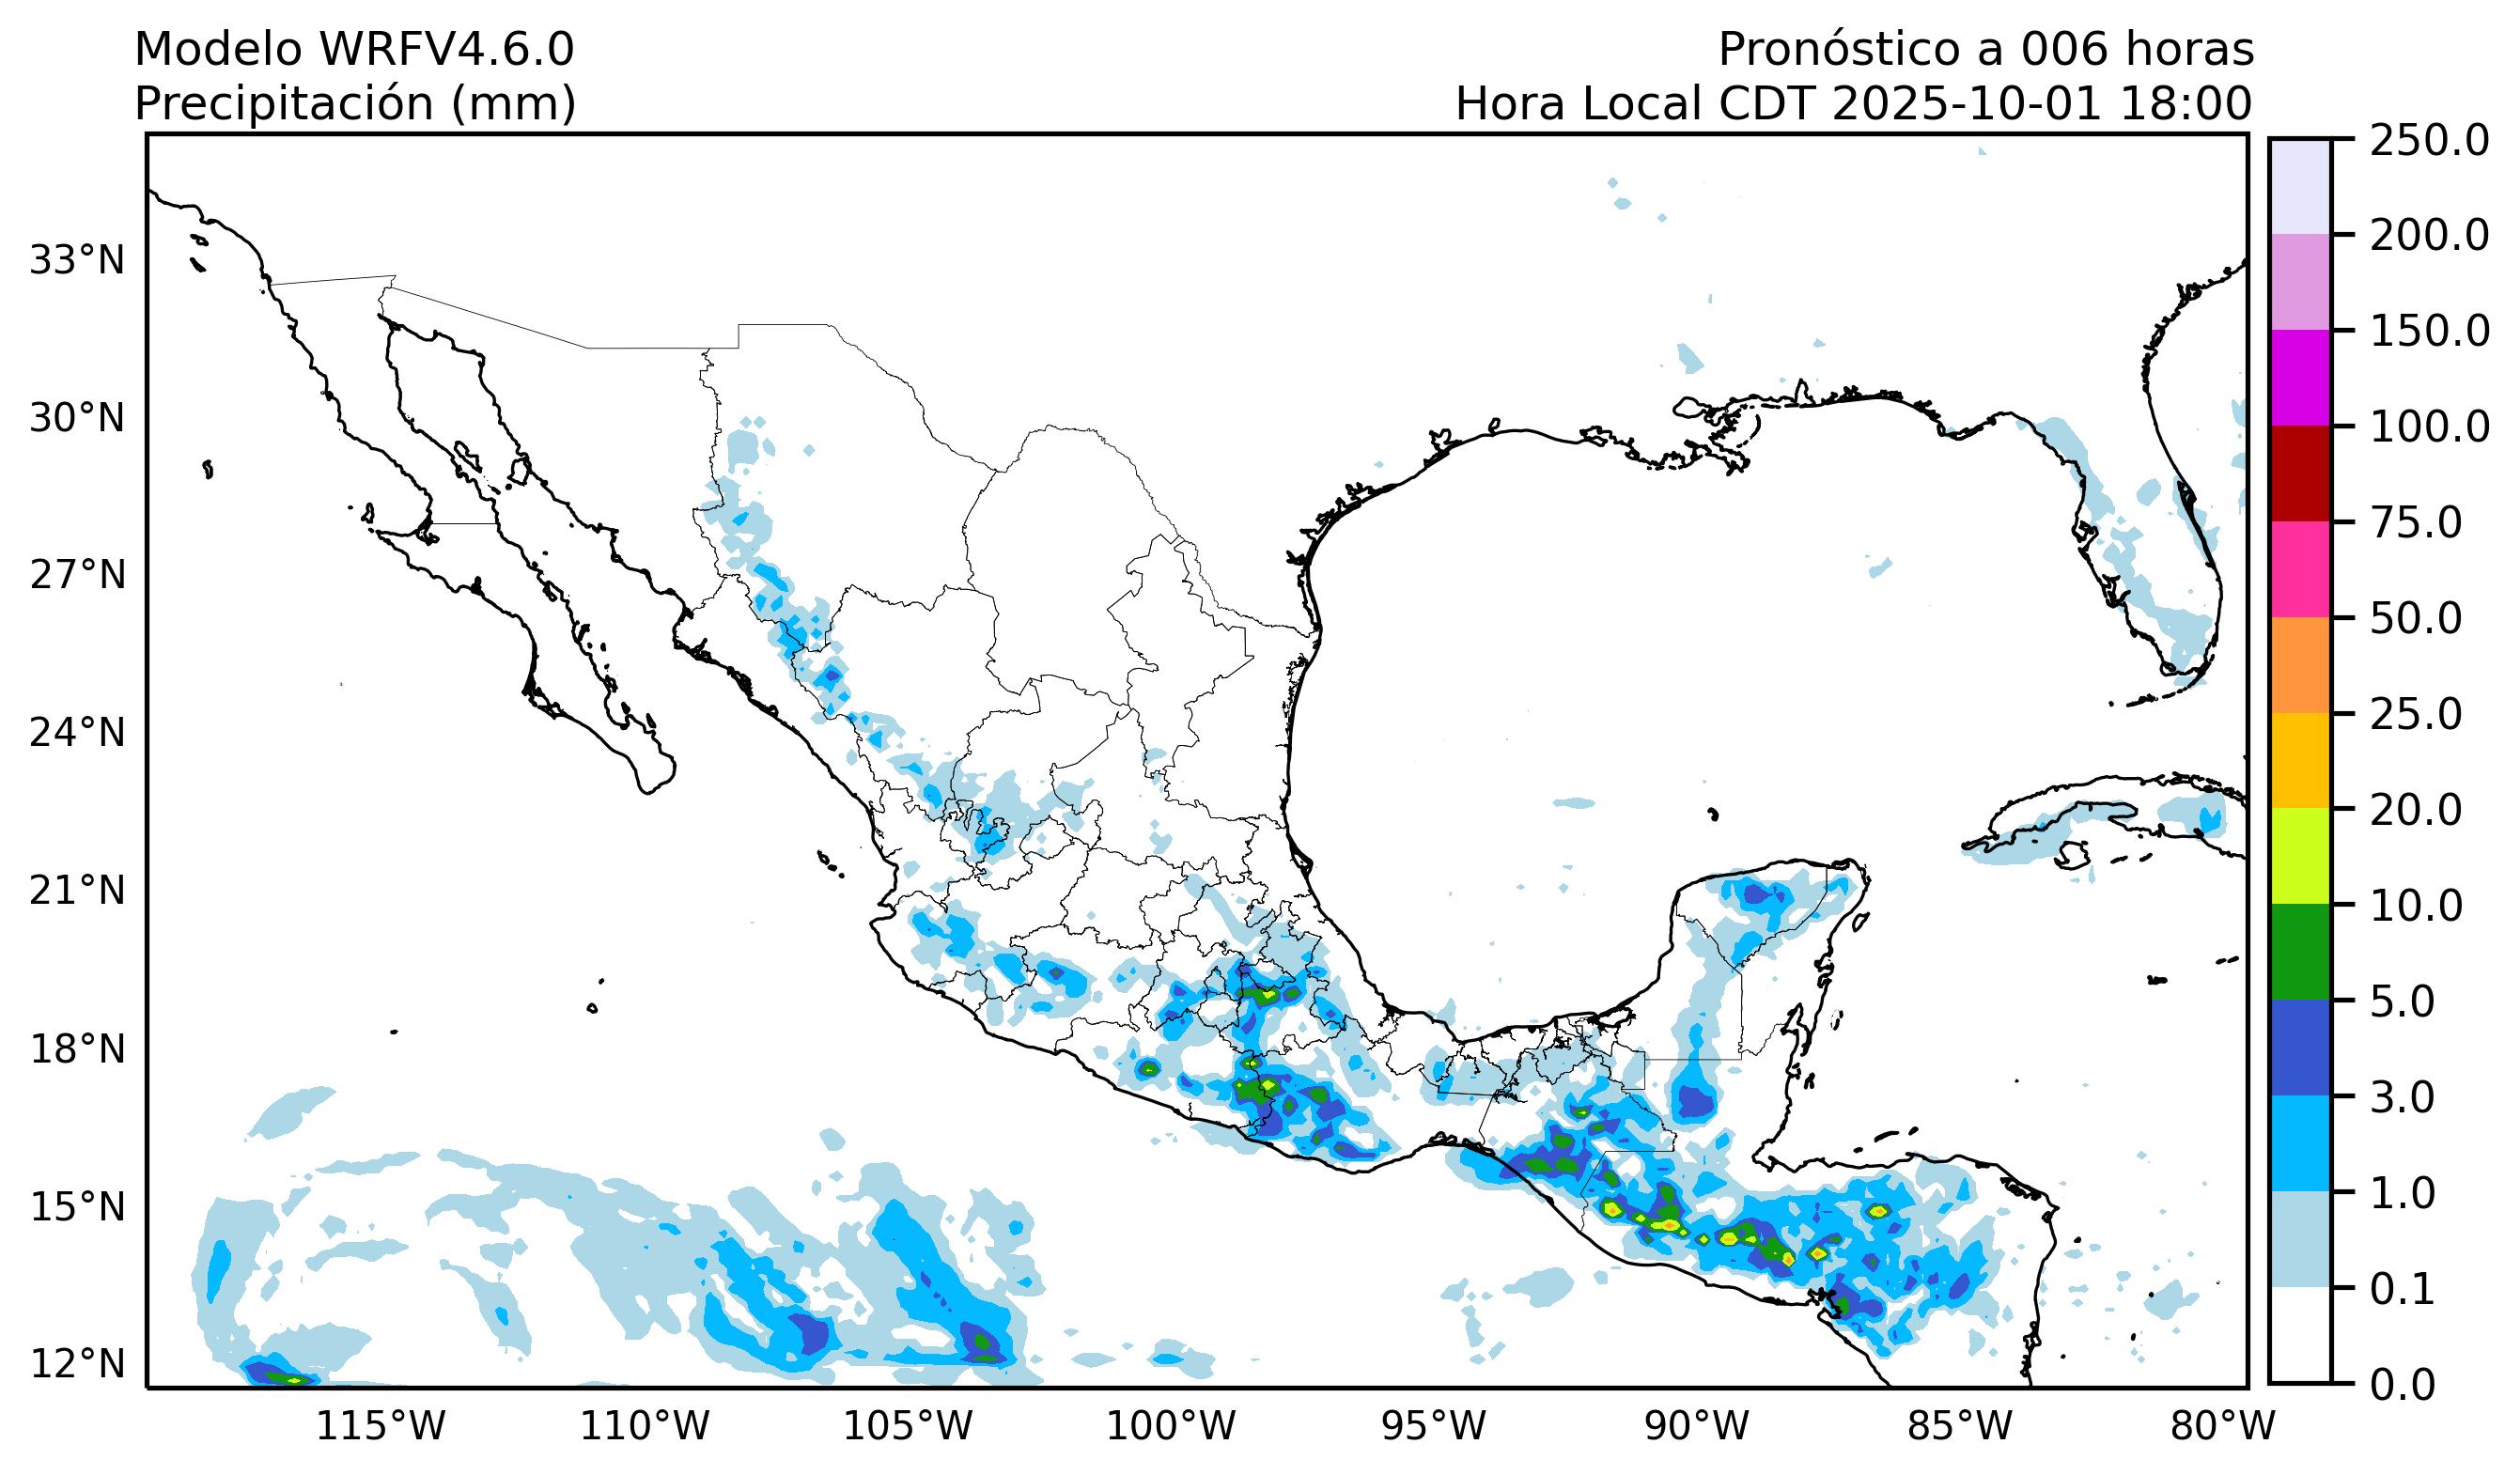 Modelo WRFV4.6.0
Precipitación (mm)
Pronóstico a 006 horas
Hora Local CDT 2025-10-01 18:00
33°N
30°N
27°N
24°N
21°N
18°N
15°N
12°N
115°W
110°W
105°W
100°W
95°W
90°W
85°W
80°W
250.0
200.0
150.0
100.0
75.0
50.0
25.0
20.0
10.0
5.0
3.0
1.0
0.1
0.0